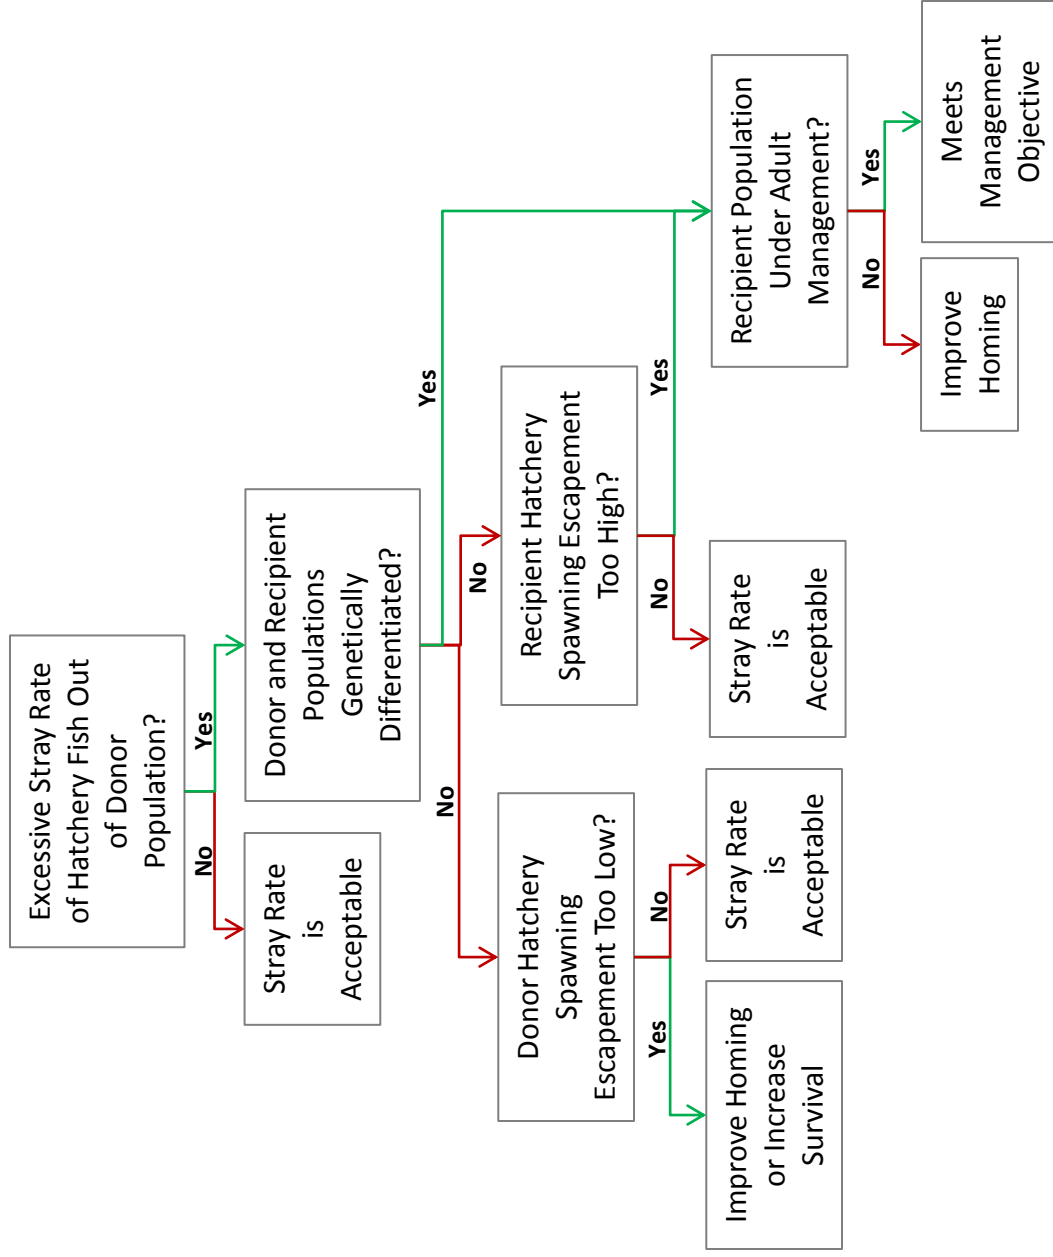 Excessive Stray Rate
of Hatchery Fish Out
of Donor
Population?
No
Yes
Stray Rate
is
Acceptable
Donor and Recipient
Populations
Genetically
Differentiated?
No
No
Yes
Donor Hatchery
Spawning
Escapement Too Low?
Recipient Hatchery
Spawning Escapement
Too High?
Yes
No
No
Yes
Improve Homing
or Increase
Survival
Stray Rate
is
Acceptable
Stray Rate
is
Acceptable
Recipient Population
Under Adult
Management?
No
Yes
Improve
Homing
Meets
Management
Objective